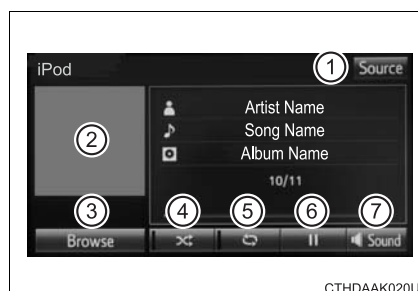 iPod 1 Source
Artist Name
2 Song Name
Album Name
10/11
3 4 5 6 7
Browse Sound
CTHDAAK020U